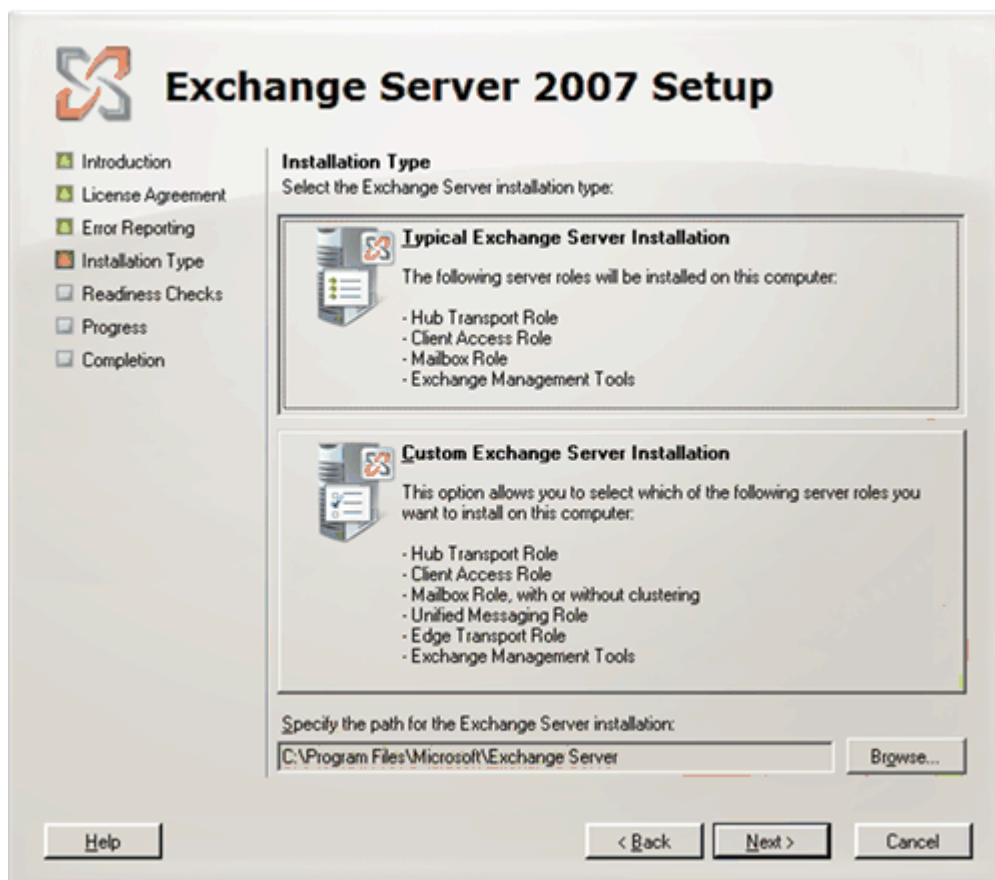 Exchange Server 2007 Setup
Introduction
License Agreement
Error Reporting
Installation Type
Readiness Checks
Progress
Completion
Installation Type
Select the Exchange Server installation type:
Typical Exchange Server Installation
The following server roles will be installed on this computer:
- Hub Transport Role
- Client Access Role
- Mailbox Role
- Exchange Management Tools
Custom Exchange Server Installation
This option allows you to select which of the following server roles you
want to install on this computer:
- Hub Transport Role
- Client Access Role
- Mailbox Role, with or without clustering
- Unified Messaging Role
- Edge Transport Role
- Exchange Management Tools
Specify the path for the Exchange Server installation:
C:\Program Files\Microsoft\Exchange Server
Browse...
Help
< Back
Next >
Cancel